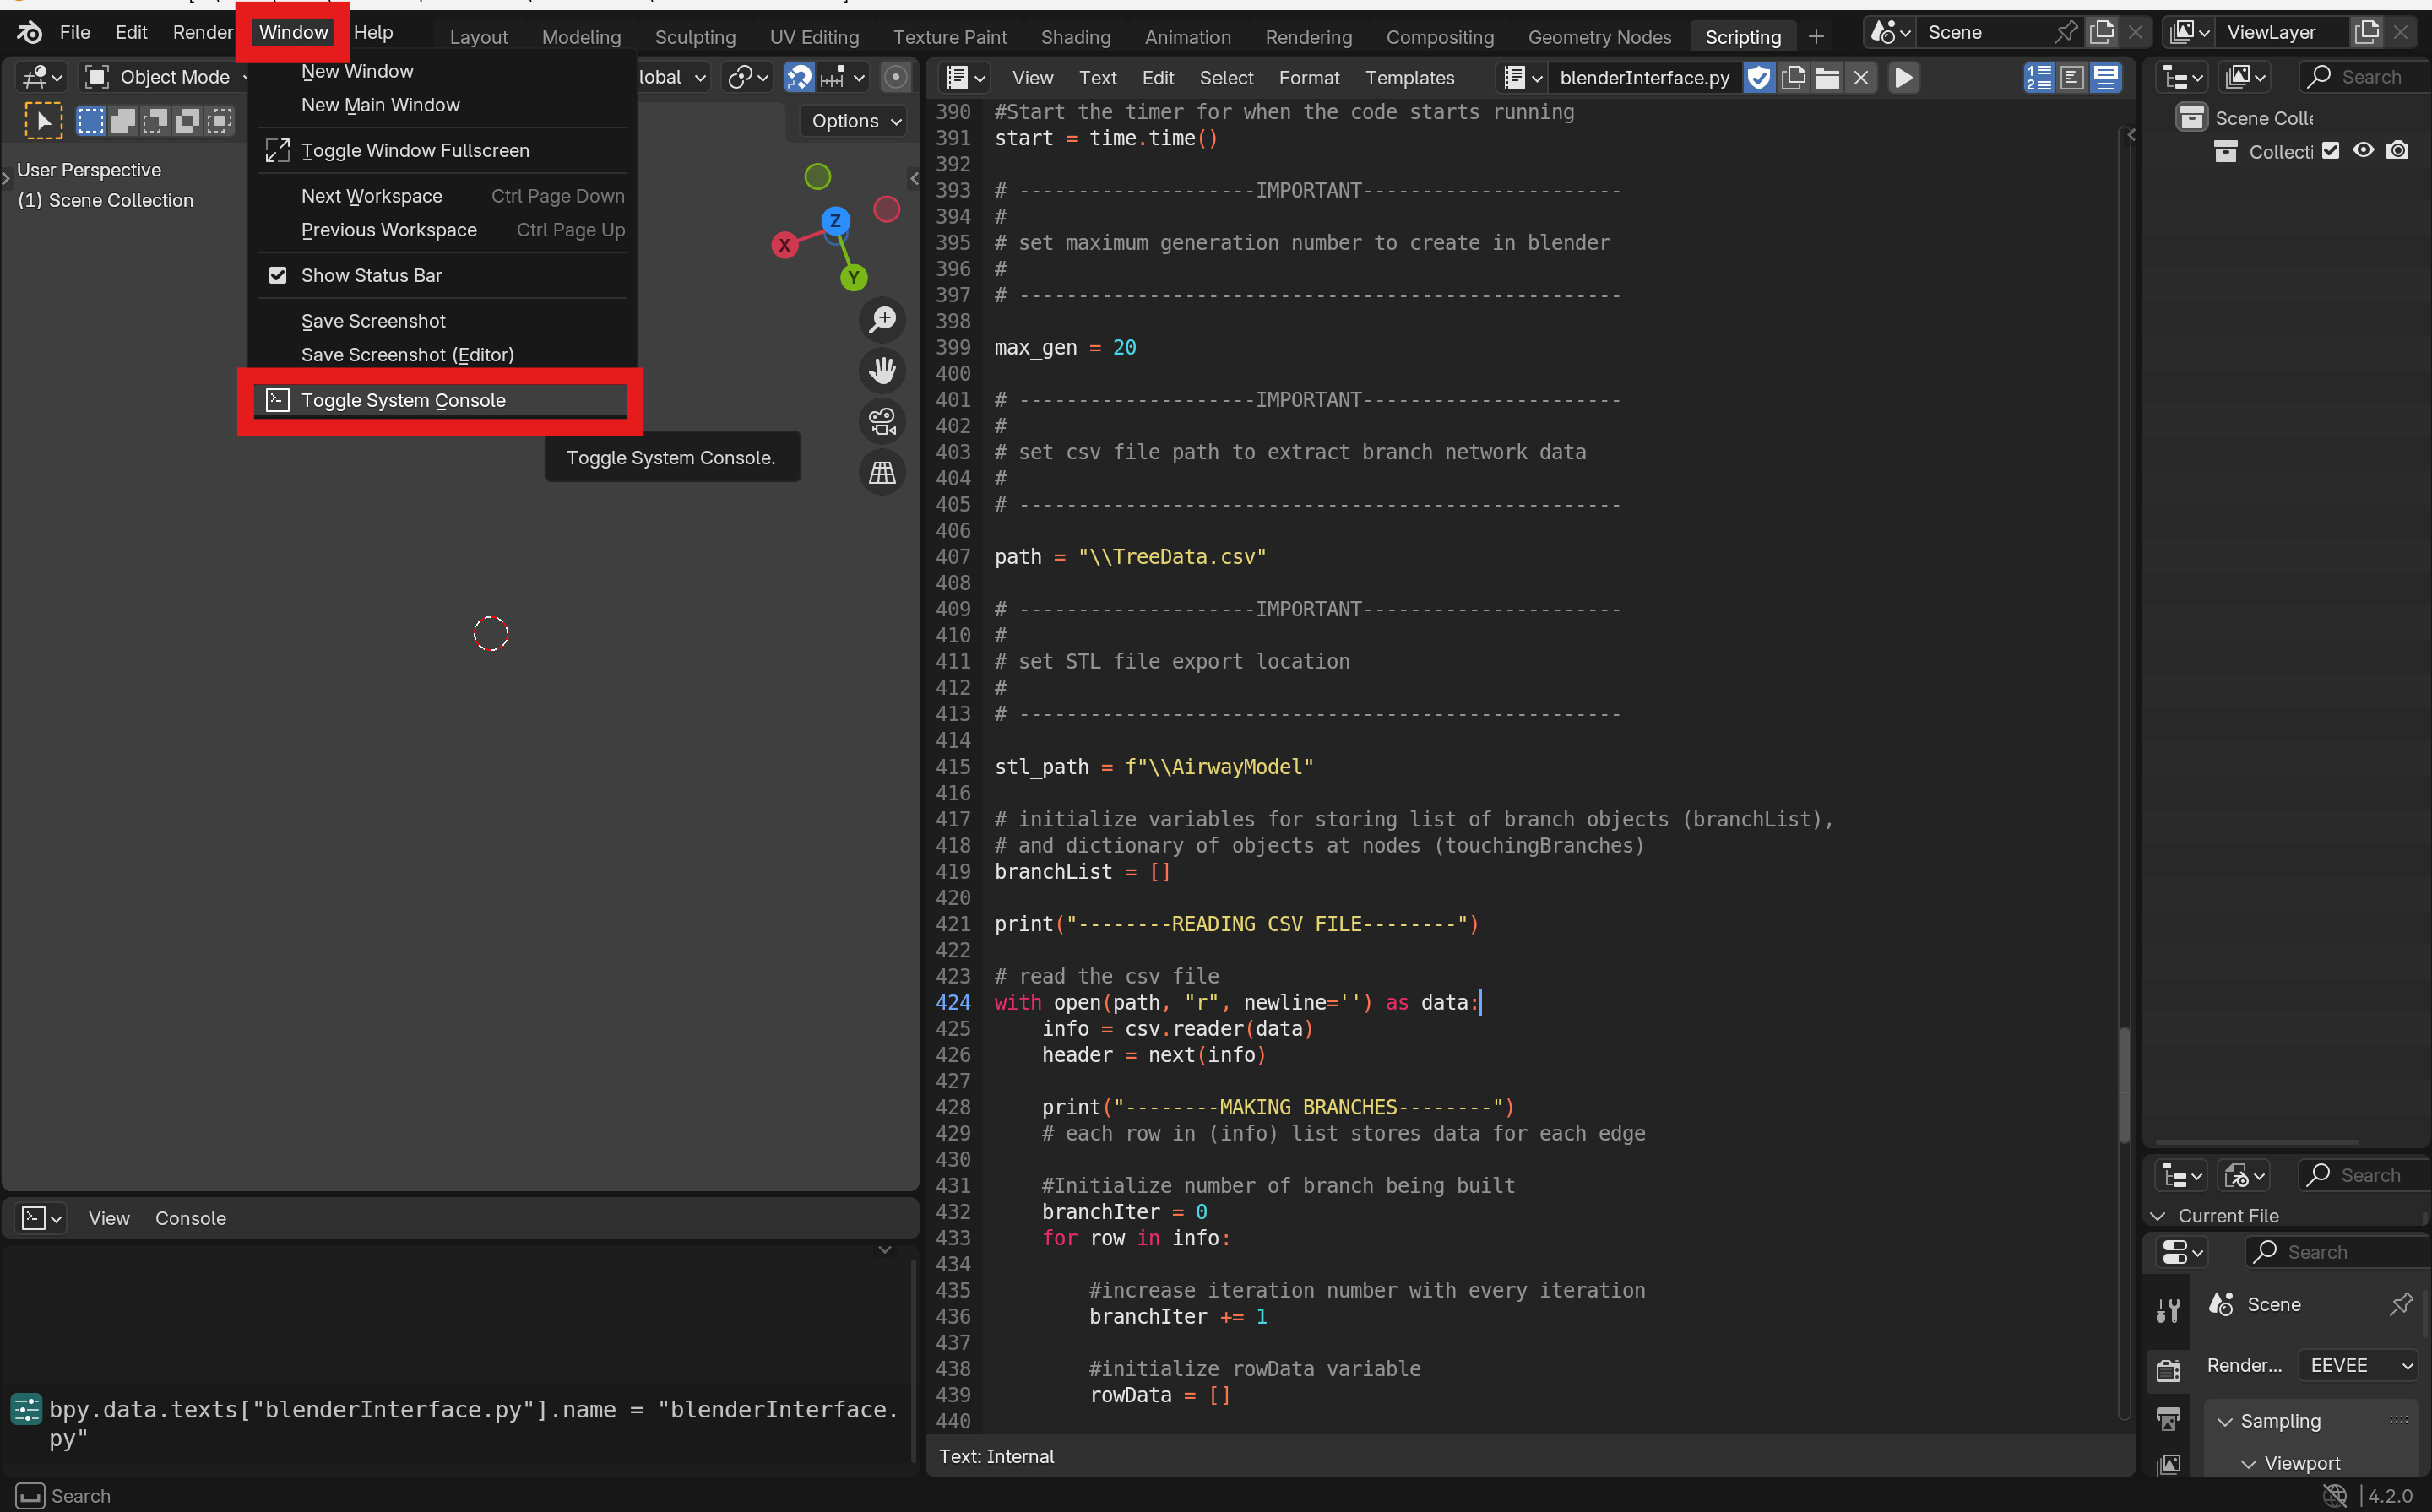 File Edit Render Window Help Layout Modeling Sculpting UV Editing Texture Paint Shading Animation Rendering Compositing Geometry Nodes Scripting + Scene ViewLayer
Object Mode lobal
Options
User Perspective
(1) Scene Collection
New Window
New Main Window
Toggle Window Fullscreen
Next Workspace Ctrl Page Down
Previous Workspace Ctrl Page Up
Show Status Bar
Save Screenshot
Save Screenshot (Editor)
Toggle System Console
Toggle System Console.
Z
X
Y
View Text Edit Select Format Templates blenderInterface.py
390 #Start the timer for when the code starts running
391 start = time.time()
392
393 # --------------------IMPORTANT----------------------
394 #
395 # set maximum generation number to create in blender
396 #
397 # ---------------------------------------------------
398
399 max_gen = 20
400
401 # --------------------IMPORTANT----------------------
402 #
403 # set csv file path to extract branch network data
404 #
405 # ---------------------------------------------------
406
407 path = "\\TreeData.csv"
408
409 # --------------------IMPORTANT----------------------
410 #
411 # set STL file export location
412 #
413 # ---------------------------------------------------
414
415 stl_path = f"\\AirwayModel"
416
417 # initialize variables for storing list of branch objects (branchList),
418 # and dictionary of objects at nodes (touchingBranches)
419 branchList = []
420
421 print("--------READING CSV FILE--------")
422
423 # read the csv file
424 with open(path, "r", newline='') as data:
425 info = csv.reader(data)
426 header = next(info)
427
428 print("--------MAKING BRANCHES--------")
429 # each row in (info) list stores data for each edge
430
431 #Initialize number of branch being built
432 branchIter = 0
433 for row in info:
434
435 #increase iteration number with every iteration
436 branchIter += 1
437
438 #initialize rowData variable
439 rowData = []
440
Text: Internal
View Console
bpy.data.texts["blenderInterface.py"].name = "blenderInterface.
py"
Search
Search
Scene Colle
Collecti
Search
Current File
Search
Scene
Render... EEVEE
Sampling
Viewport
4.2.0